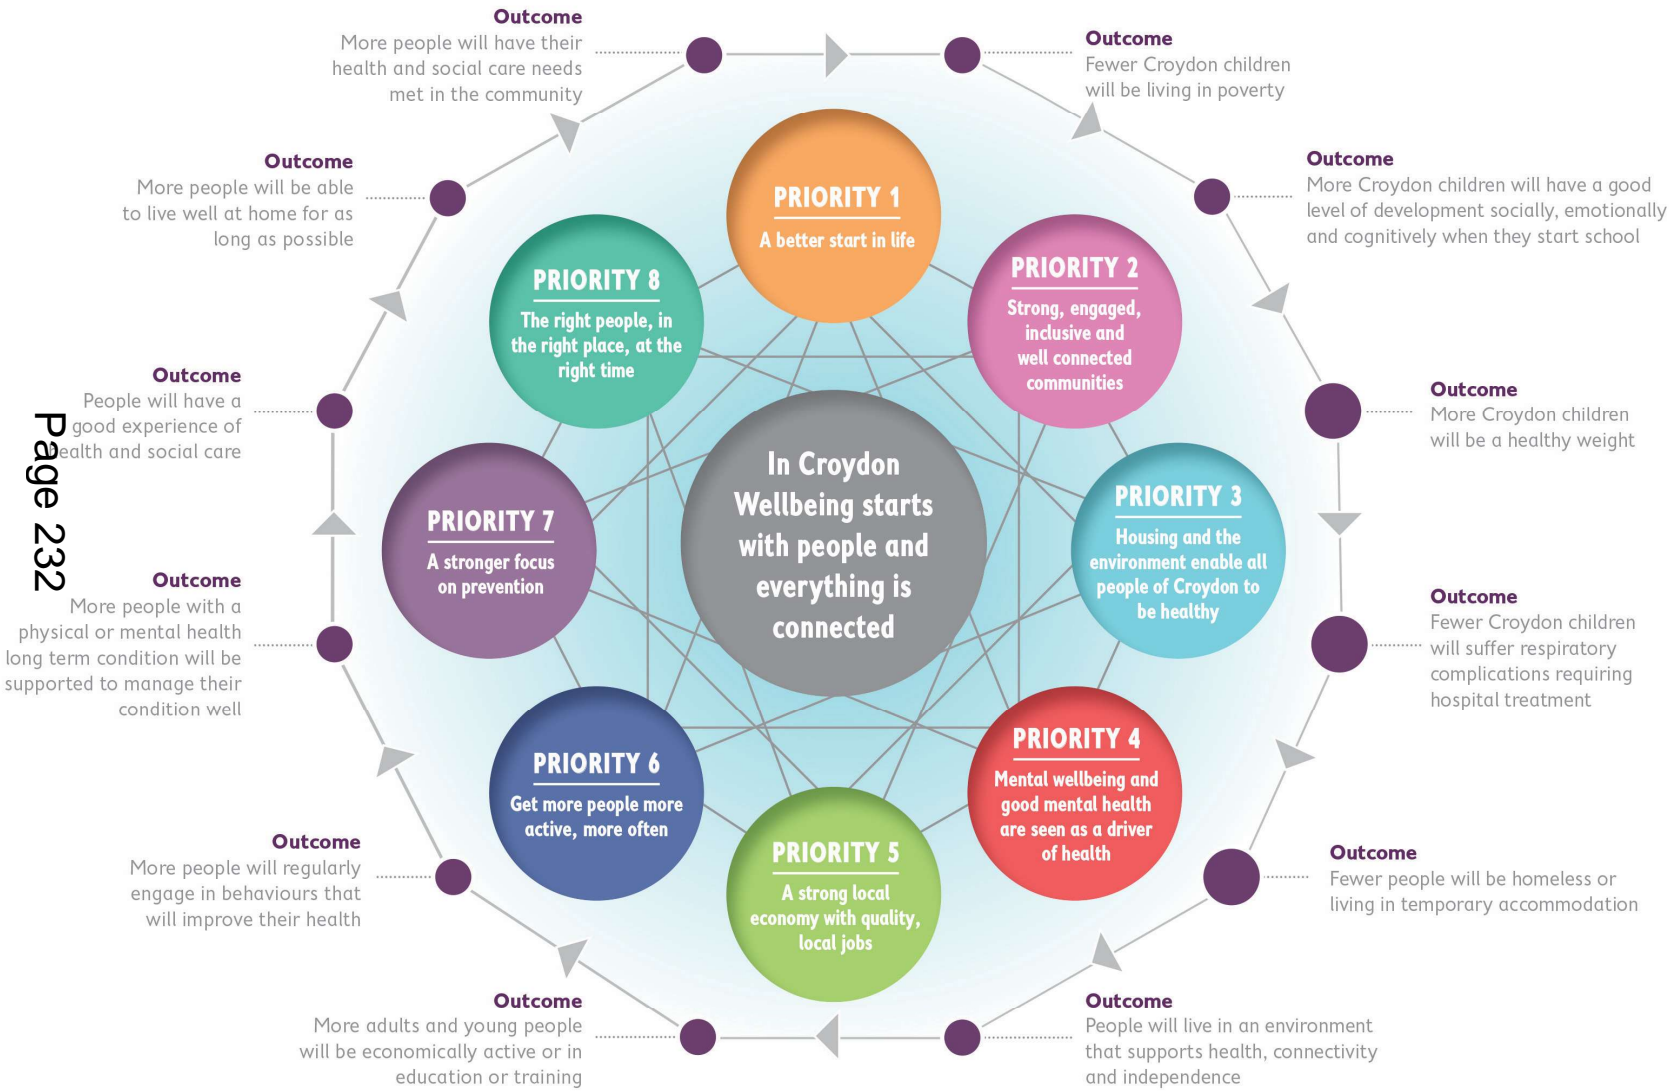 Outcome
More people will have their
health and social care needs
met in the community
Outcome
Fewer Croydon children
will be living in poverty
Outcome
More Croydon children will have a good
level of development socially, emotionally
and cognitively when they start school
Outcome
More Croydon children
will be a healthy weight
Outcome
Fewer Croydon children
will suffer respiratory
complications requiring
hospital treatment
Outcome
Fewer people will be homeless or
living in temporary accommodation
Outcome
People will live in an environment
that supports health, connectivity
and independence
Outcome
More adults and young people
will be economically active or in
education or training
Outcome
More people will regularly
engage in behaviours that
will improve their health
Outcome
More people with a
physical or mental health
long term condition will be
supported to manage their
condition well
Outcome
People will have a
good experience of
health and social care
Outcome
More people will be able
to live well at home for as
long as possible
PRIORITY 1
A better start in life
PRIORITY 2
Strong, engaged,
inclusive and
well connected
communities
PRIORITY 3
Housing and the
environment enable all
people of Croydon to
be healthy
PRIORITY 4
Mental wellbeing and
good mental health
are seen as a driver
of health
PRIORITY 5
A strong local
economy with quality,
local jobs
PRIORITY 6
Get more people more
active, more often
PRIORITY 7
A stronger focus
on prevention
PRIORITY 8
The right people, in
the right place, at the
right time
In Croydon
Wellbeing starts
with people and
everything is
connected
Page 232